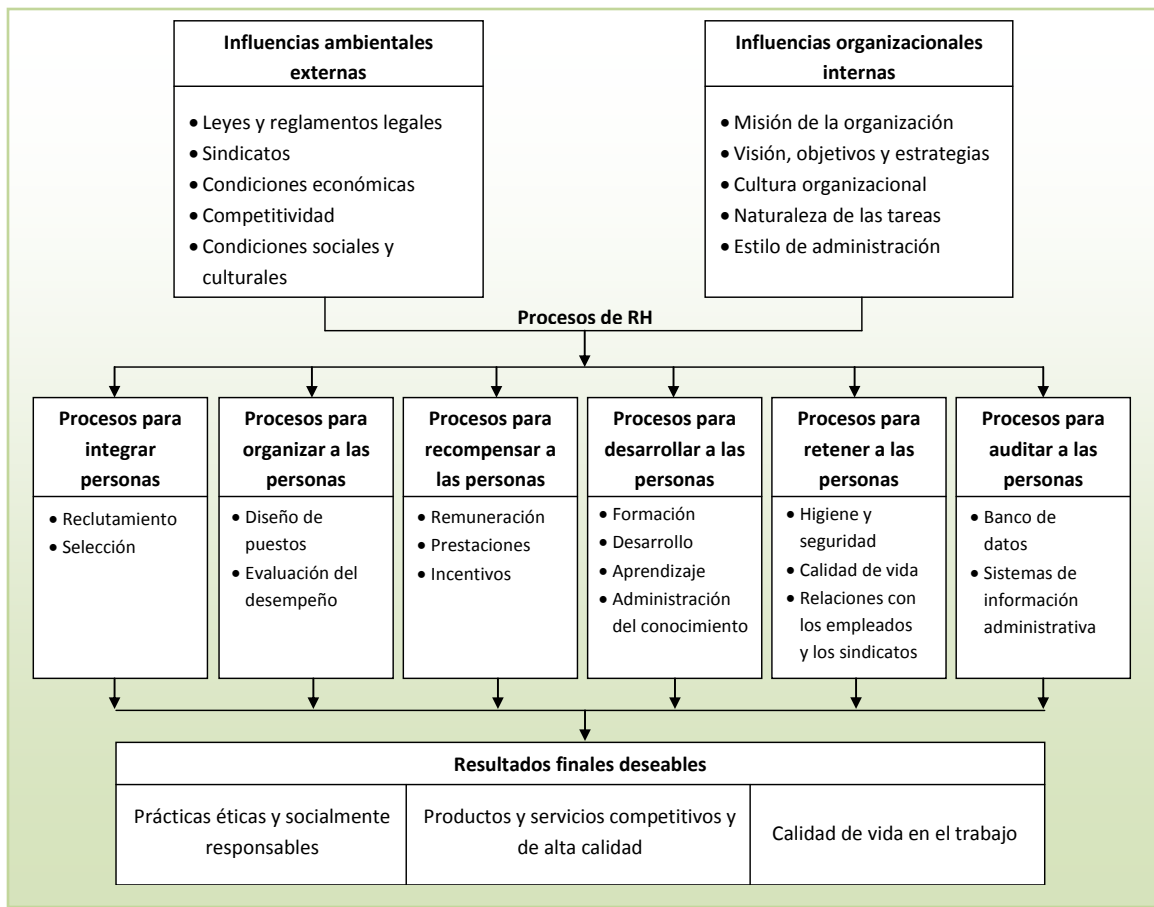 Influencias ambientales
externas
• Leyes y reglamentos legales
• Sindicatos
• Condiciones económicas
• Competitividad
• Condiciones sociales y
culturales
Influencias organizacionales
internas
• Misión de la organización
• Visión, objetivos y estrategias
• Cultura organizacional
• Naturaleza de las tareas
• Estilo de administración
Procesos de RH
Procesos para
integrar
personas
• Reclutamiento
• Selección
Procesos para
organizar a las
personas
• Diseño de
puestos
• Evaluación del
desempeño
Procesos para
recompensar a
las personas
• Remuneración
• Prestaciones
• Incentivos
Procesos para
desarrollar a las
personas
• Formación
• Desarrollo
• Aprendizaje
• Administración
del conocimiento
Procesos para
retener a las
personas
• Higiene y
seguridad
• Calidad de vida
• Relaciones con
los empleados
y los sindicatos
Procesos para
auditar a las
personas
• Banco de
datos
• Sistemas de
información
administrativa
Resultados finales deseables
Prácticas éticas y socialmente
responsables
Productos y servicios competitivos y
de alta calidad
Calidad de vida en el trabajo